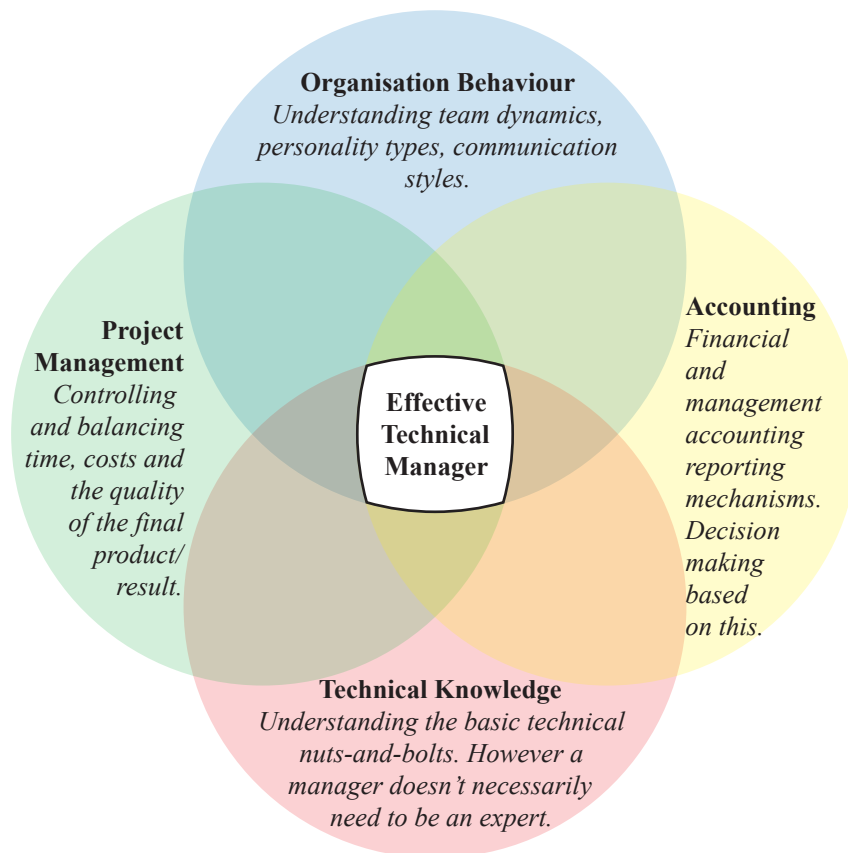 Organisation Behaviour
Understanding team dynamics,
personality types, communication
styles.
Project
Management
Controlling
and balancing
time, costs and
the quality
of the final
product/
result.
Effective
Technical
Manager
Accounting
Financial
and
management
accounting
reporting
mechanisms.
Decision
making
based
on this.
Technical Knowledge
Understanding the basic technical
nuts-and-bolts. However a
manager doesn’t necessarily
need to be an expert.